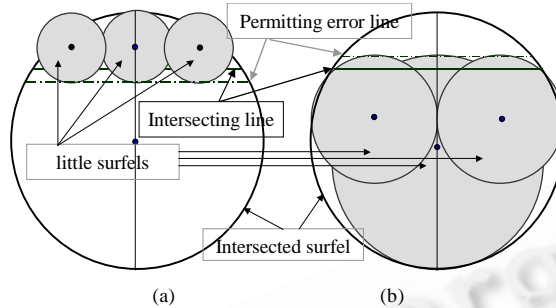 Permitting error line
Intersecting line
little surfels
Intersected surfel
(a)
(b)